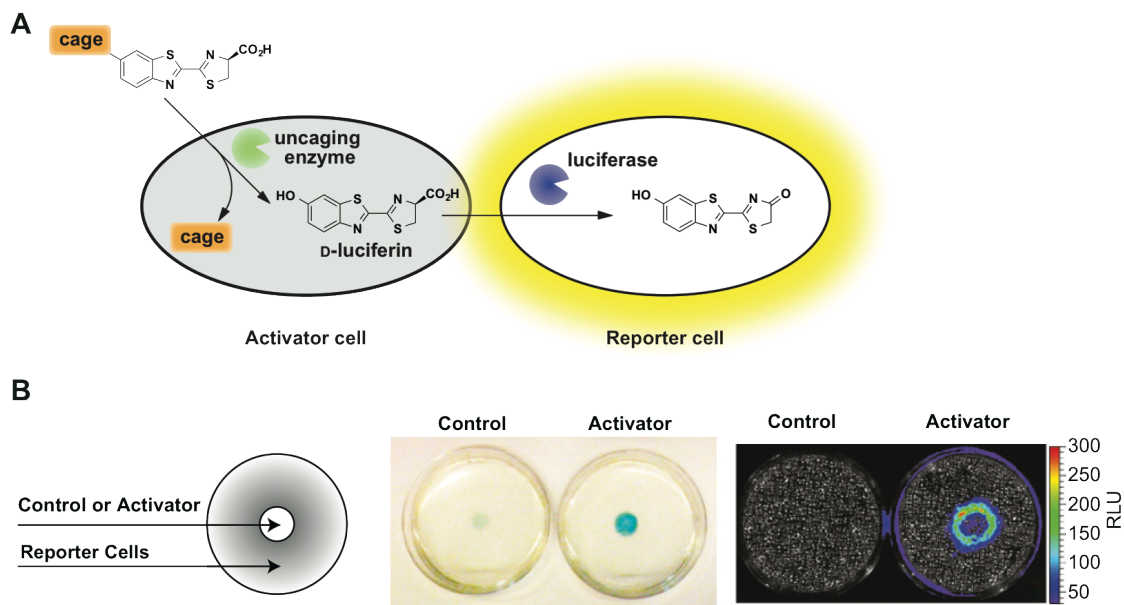 A
cage
S
N
CO₂H
N
S
uncaging
enzyme
luciferase
HO
S
N
CO₂H
N
S
HO
S
N
O
N
S
cage
D-luciferin
Activator cell
Reporter cell
B
Control
Activator
Control
Activator
Control or Activator
Reporter Cells
300
250
200
150
100
50
RLU